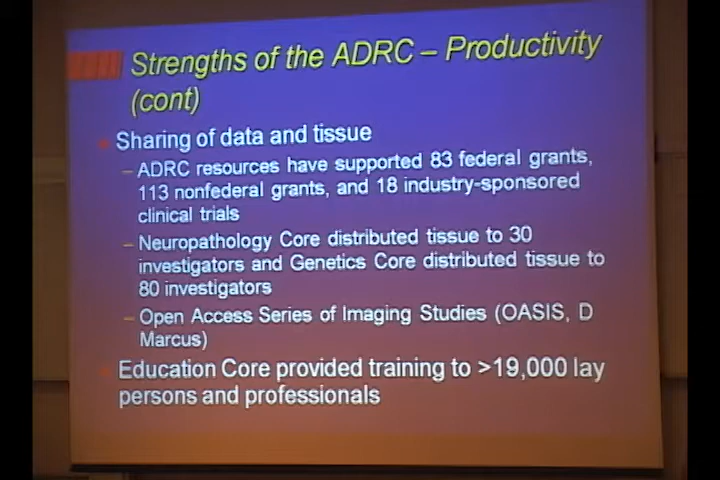 Strengths of the ADRC – Productivity
(cont)
Sharing of data and tissue
– ADRC resources have supported 83 federal grants,
113 nonfederal grants, and 18 industry-sponsored
clinical trials
– Neuropathology Core distributed tissue to 30
investigators and Genetics Core distributed tissue to
80 investigators
– Open Access Series of Imaging Studies (OASIS, D
Marcus)
Education Core provided training to >19,000 lay
persons and professionals